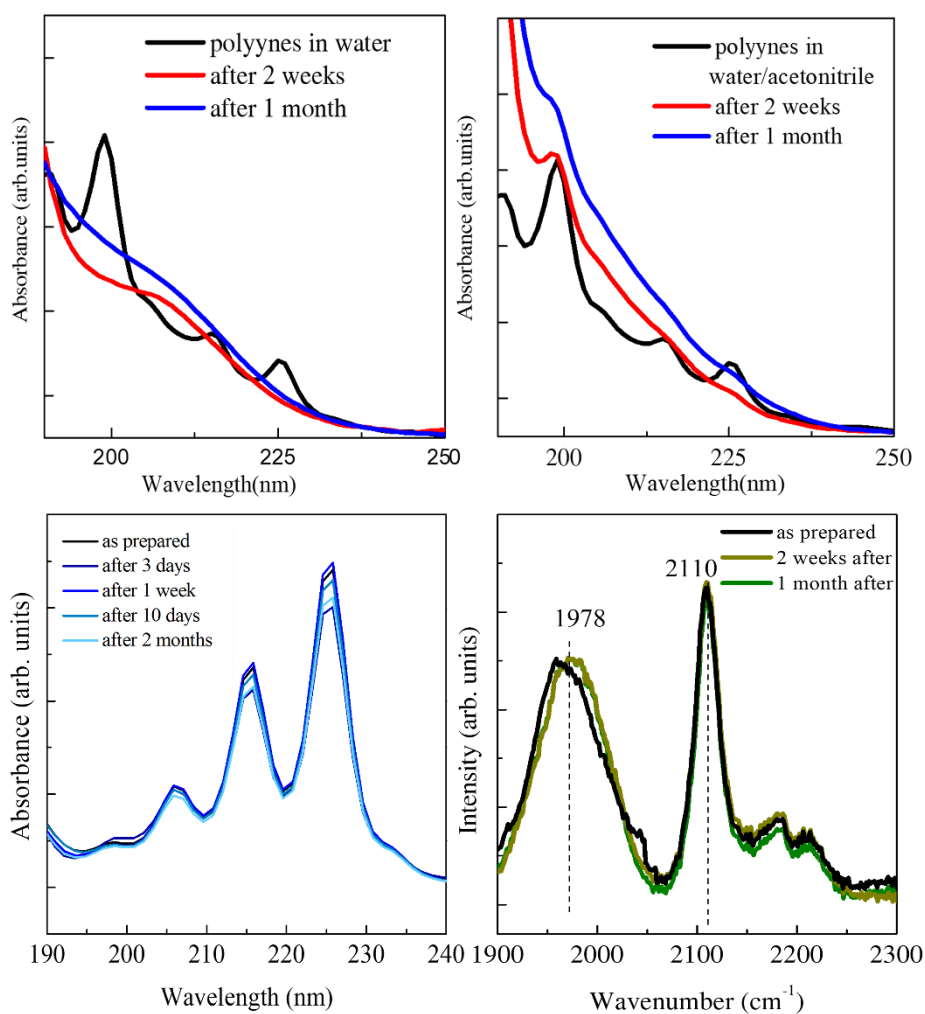 polyynes in water
after 2 weeks
after 1 month
Absorbance (arb.units)
200
225
250
Wavelength(nm)
polyynes in
water/acetonitrile
after 2 weeks
after 1 month
Absorbance (arb.units)
200
225
250
Wavelength(nm)
as prepared
after 3 days
after 1 week
after 10 days
after 2 months
Absorbance (arb. units)
190
200
210
220
230
240
Wavelength (nm)
as prepared
2 weeks after
1 month after
2110
1978
Intensity (arb. units)
1900
2000
2100
2200
2300
Wavenumber (cm⁻¹)